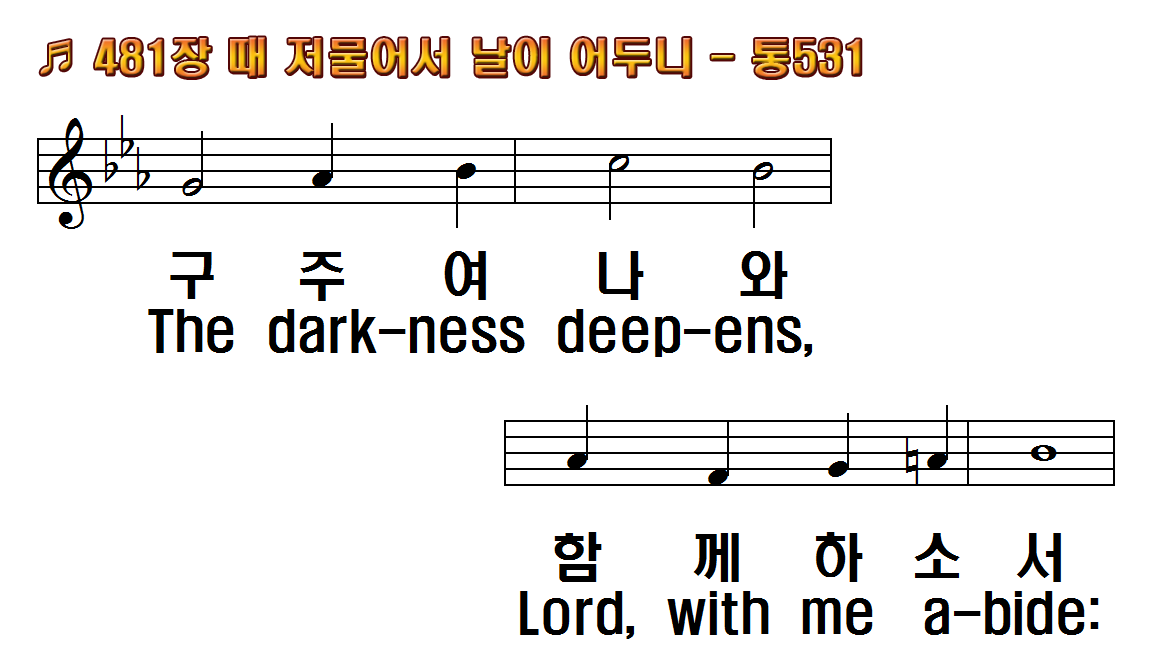 481장 때 저물어서 날이 어두니 - 통531
구 주 여 나 와
The dark-ness deep-ens,
함 께 하 소 서
Lord, with me a-bide: